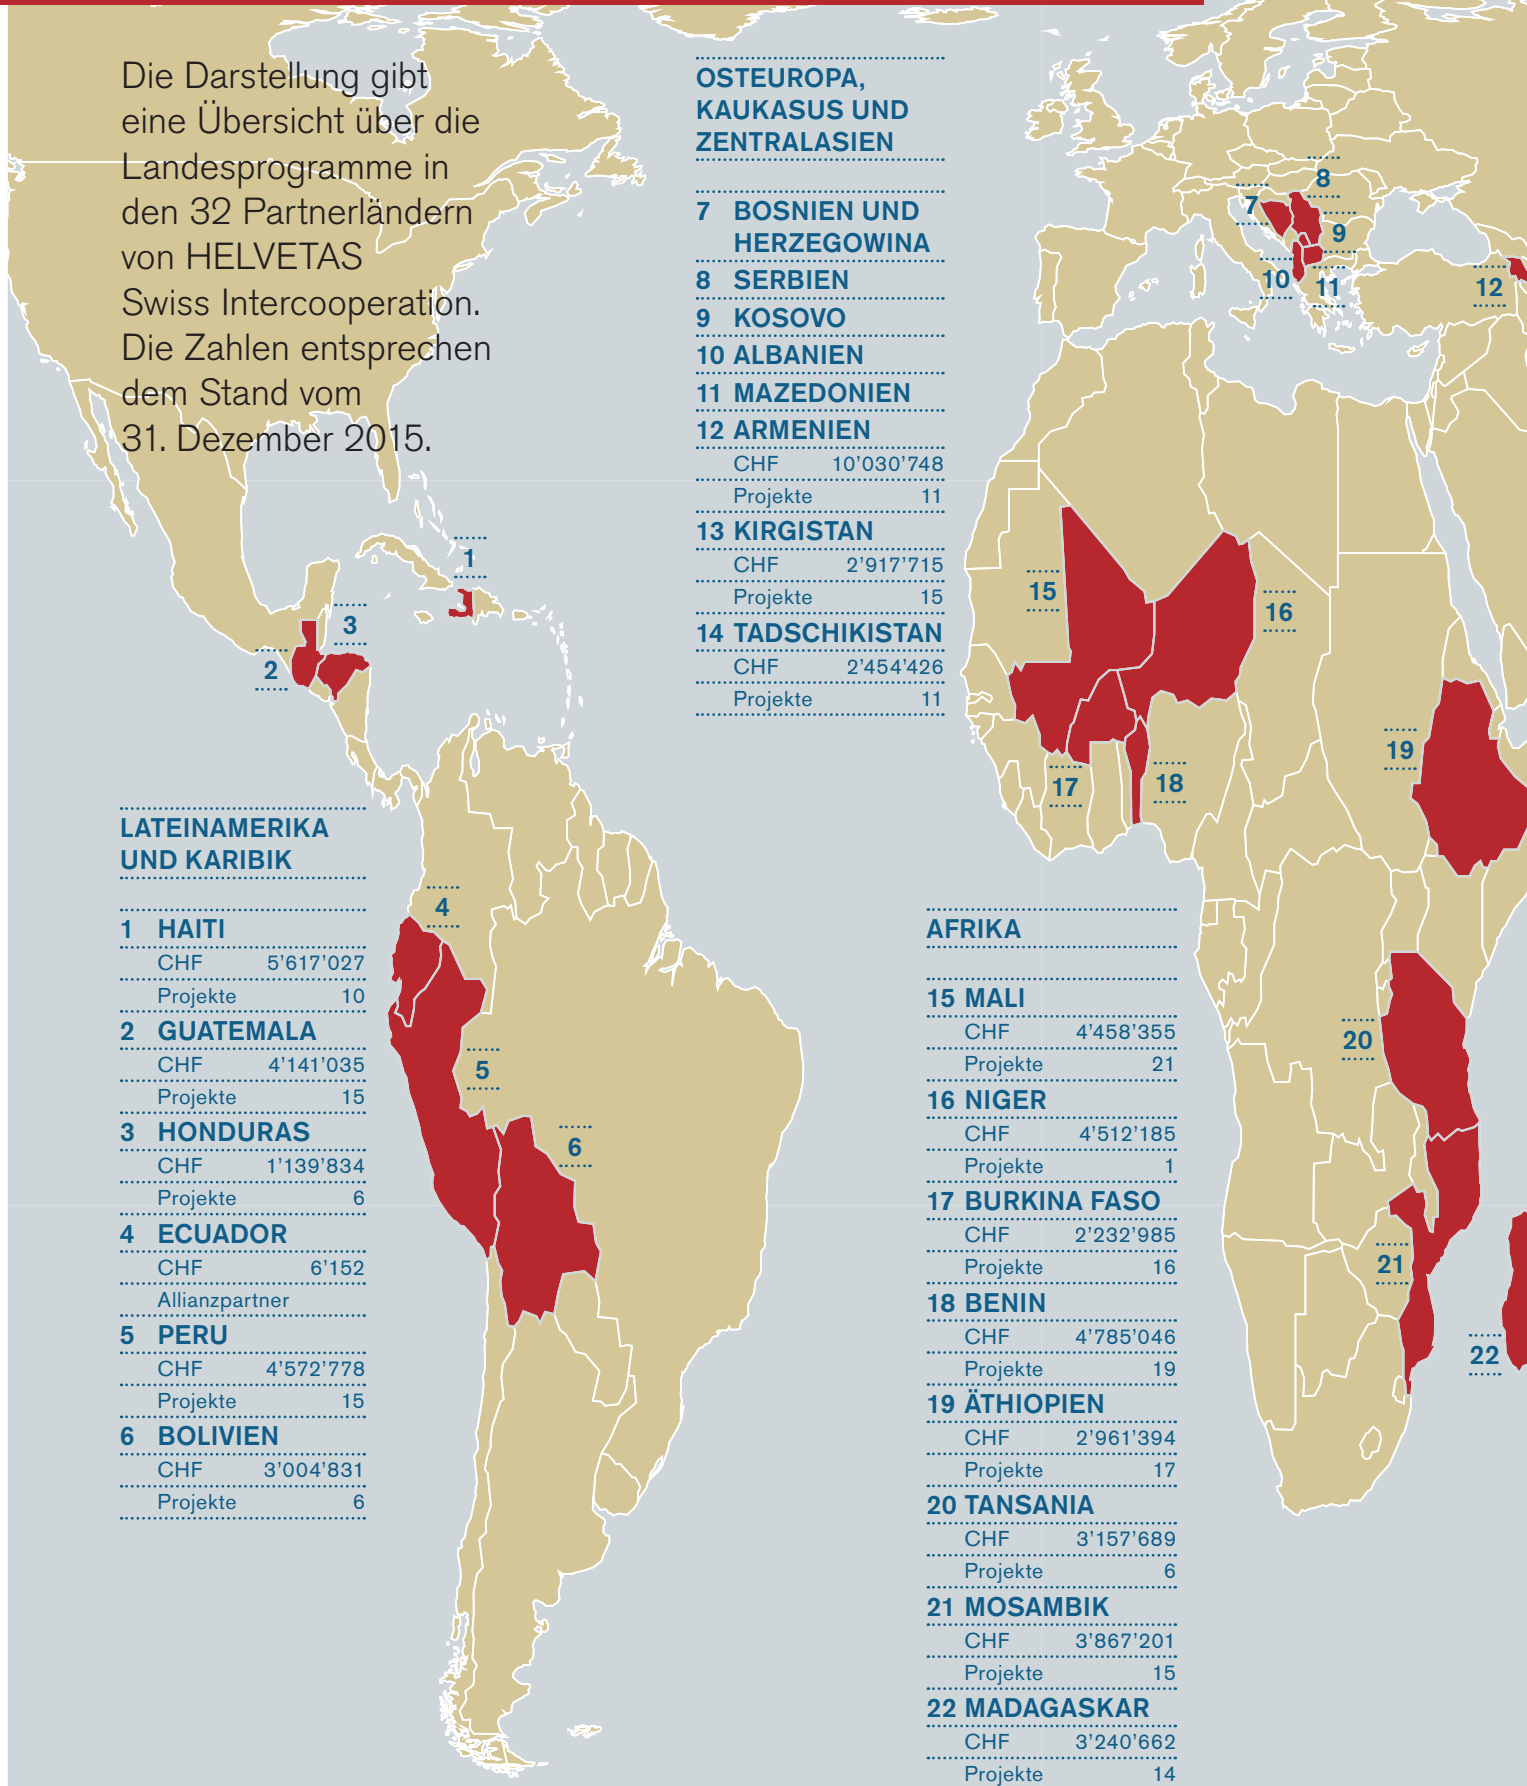 Die Darstellung gibt
eine Übersicht über die
Landesprogramme in
den 32 Partnerländern
von HELVETAS
Swiss Intercooperation.
Die Zahlen entsprechen
dem Stand vom
31. Dezember 2015.
OSTEUROPA,
KAUKASUS UND
ZENTRALASIEN
7 BOSNIEN UND
HERZEGOWINA
8 SERBIEN
9 KOSOVO
10 ALBANIEN
11 MAZEDONIEN
12 ARMENIEN
CHF 10’030’748
Projekte 11
13 KIRGISTAN
CHF 2’917’715
Projekte 15
14 TADSCHIKISTAN
CHF 2’454’426
Projekte 11
LATEINAMERIKA
UND KARIBIK
1 HAITI
CHF 5’617’027
Projekte 10
2 GUATEMALA
CHF 4’141’035
Projekte 15
3 HONDURAS
CHF 1’139’834
Projekte 6
4 ECUADOR
CHF 6’152
Allianzpartner
5 PERU
CHF 4’572’778
Projekte 15
6 BOLIVIEN
CHF 3’004’831
Projekte 6
AFRIKA
15 MALI
CHF 4’458’355
Projekte 21
16 NIGER
CHF 4’512’185
Projekte 1
17 BURKINA FASO
CHF 2’232’985
Projekte 16
18 BENIN
CHF 4’785’046
Projekte 19
19 ÄTHIOPIEN
CHF 2’961’394
Projekte 17
20 TANSANIA
CHF 3’157’689
Projekte 6
21 MOSAMBIK
CHF 3’867’201
Projekte 15
22 MADAGASKAR
CHF 3’240’662
Projekte 14
1
3
2
4
5
6
8
7
9
10
11
12
15
16
17
18
19
20
21
22